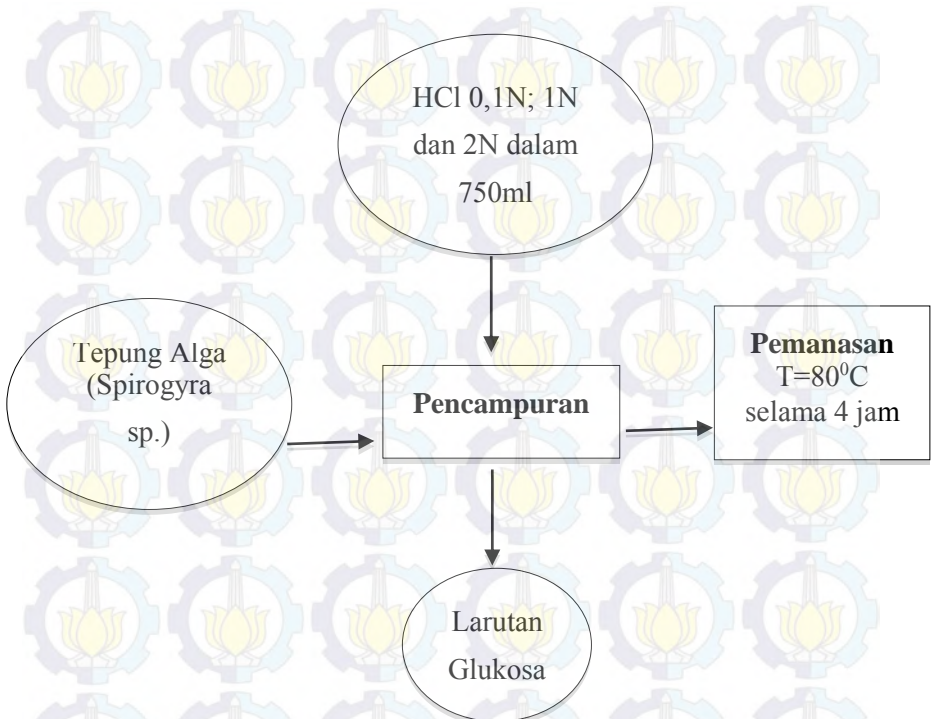 HCl 0,1N; 1N
dan 2N dalam
750ml
Tepung Alga
(Spirogyra
sp.)
Pencampuran
Pemanasan
T=80⁰C
selama 4 jam
Larutan
Glukosa